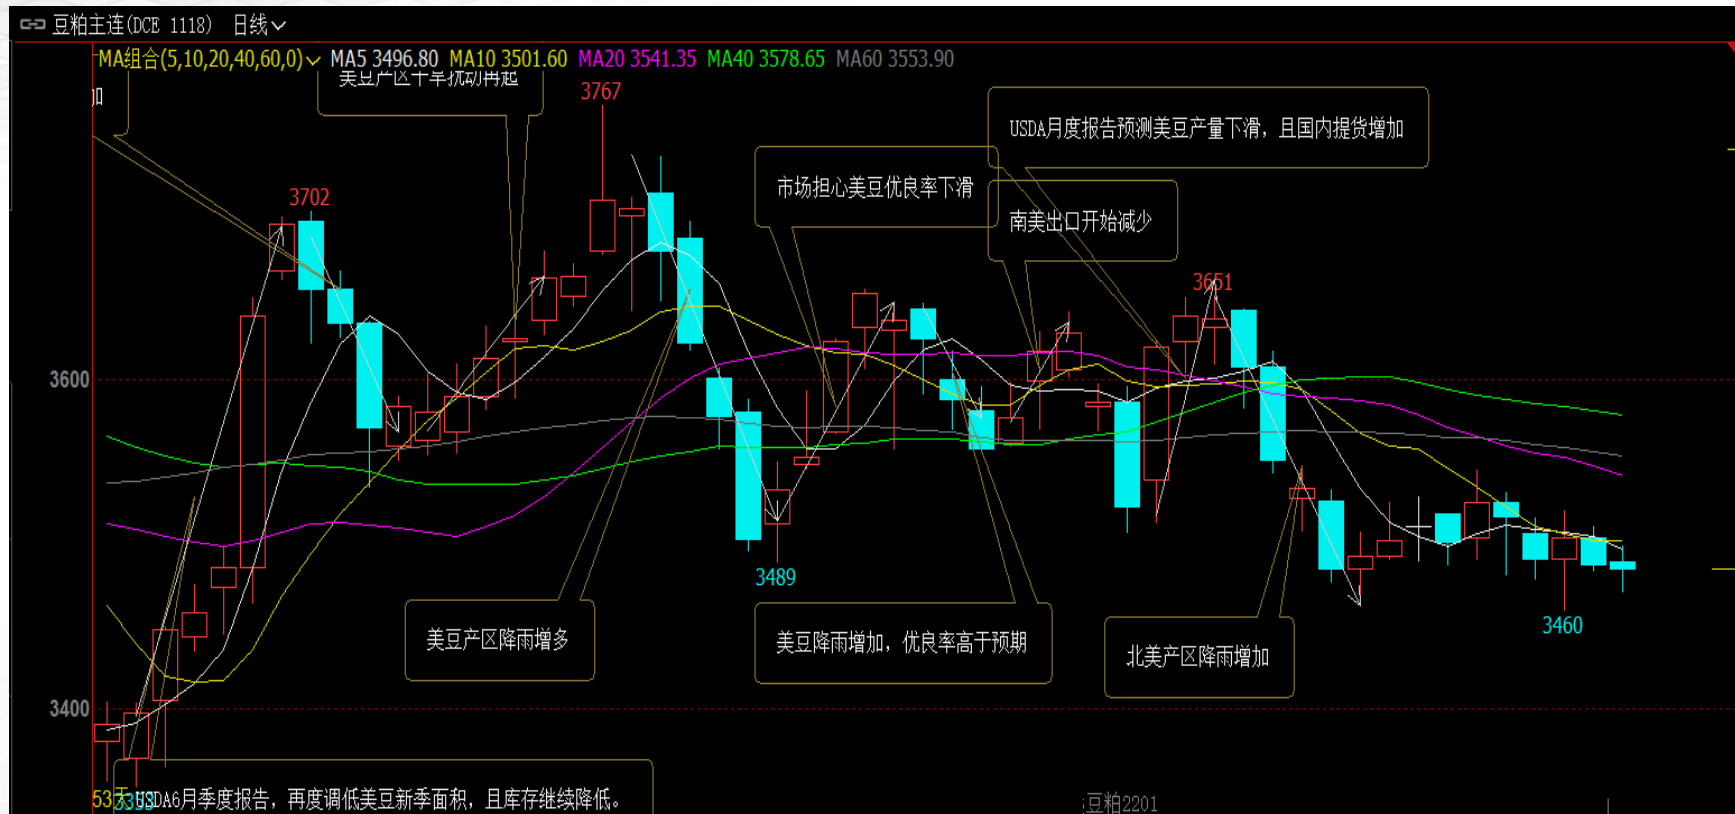 豆粕主连(DCE 1118) 日线
MA组合(5,10,20,40,60,0) MA5 3496.80 MA10 3501.60 MA20 3541.35 MA40 3578.65 MA60 3553.90
美豆产区干旱扰动再起
加
3767
USDA月度报告预测美豆产量下滑，且国内提货增加
市场担心美豆优良率下滑
3702
南美出口开始减少
3651
3600
3489
美豆产区降雨增多
美豆降雨增加，优良率高于预期
3460
北美产区降雨增加
3400
53天
USDA6月季度报告，再度调低美豆新季面积，且库存继续降低。
豆粕2201